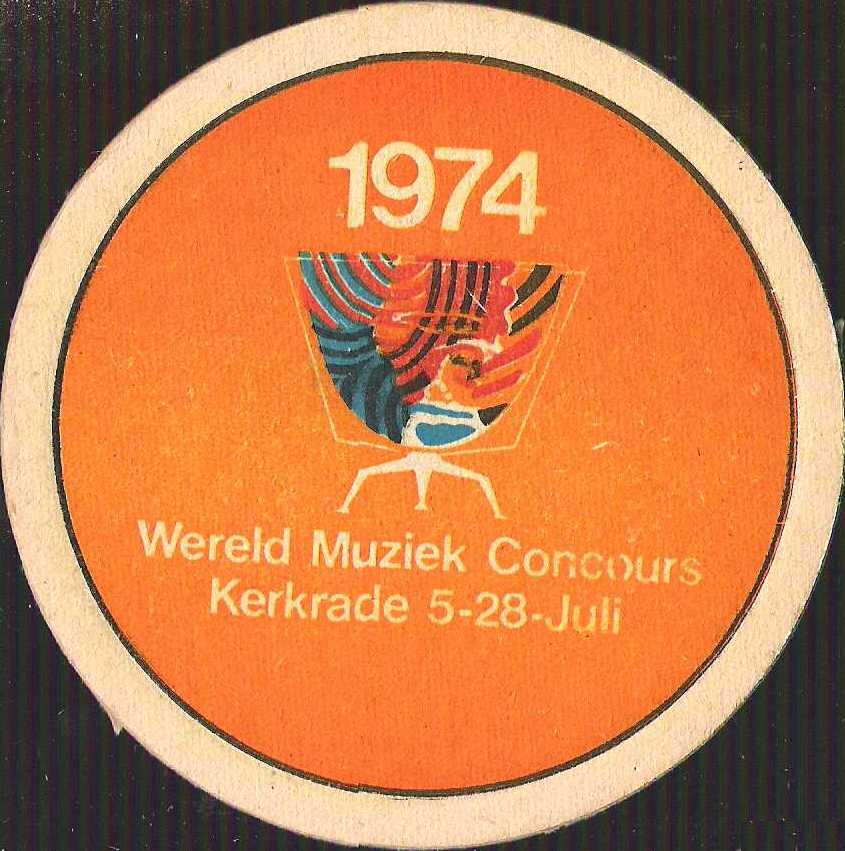 1974
Wereld Muziek Concours
Kerkrade 5-28-Juli